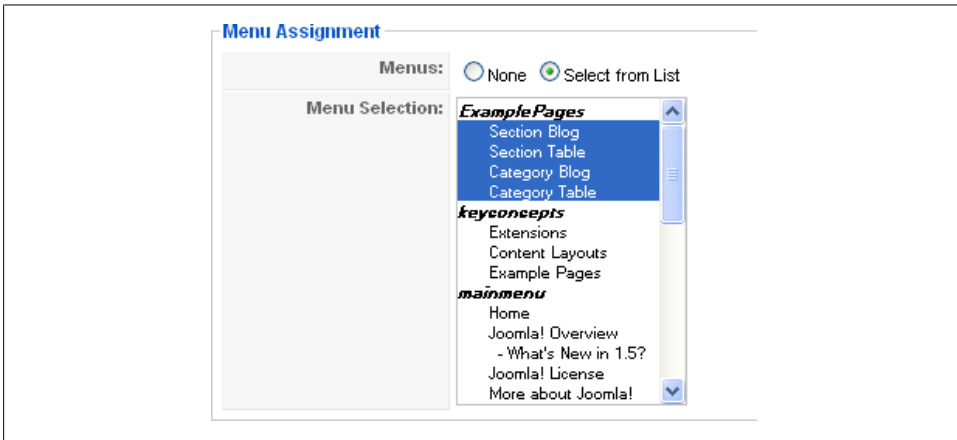 Menu Assignment
Menus: None Select from List
Menu Selection: ExamplePages
Section Blog
Section Table
Category Blog
Category Table
keyconcepts
Extensions
Content Layouts
Example Pages
mainmenu
Home
Joomla! Overview
- What's New in 1.5?
Joomla! License
More about Joomla!